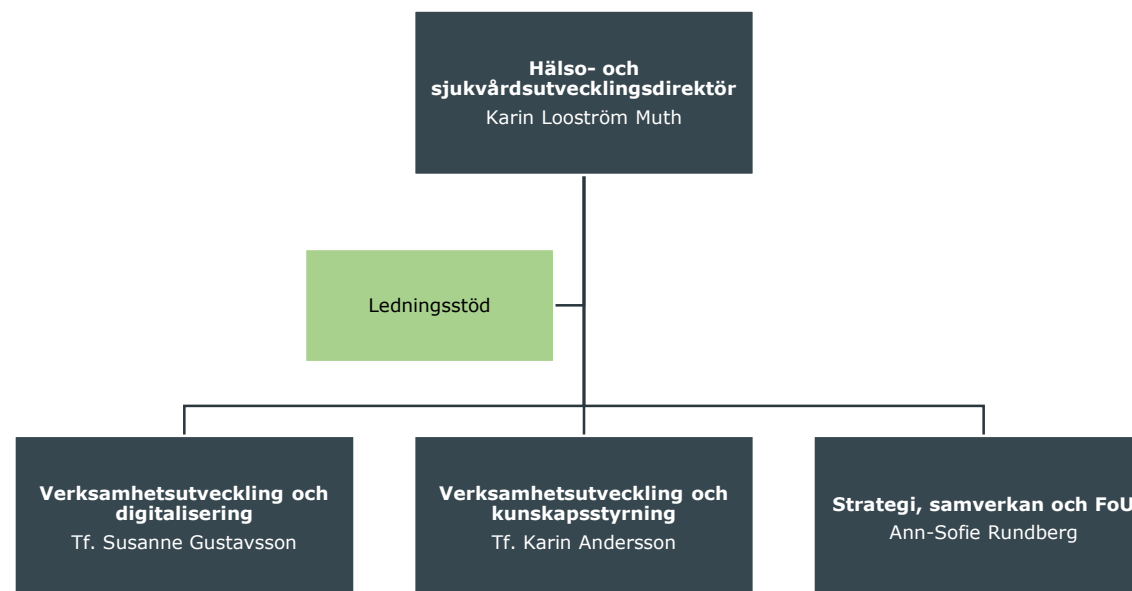 Hälso- och
sjukvårdsutvecklingsdirektör
Karin Looström Muth
Ledningsstöd
Verksamhetsutveckling och
digitalisering
Tf. Susanne Gustavsson
Verksamhetsutveckling och
kunskapsstyrning
Tf. Karin Andersson
Strategi, samverkan och FoU
Ann-Sofie Rundberg